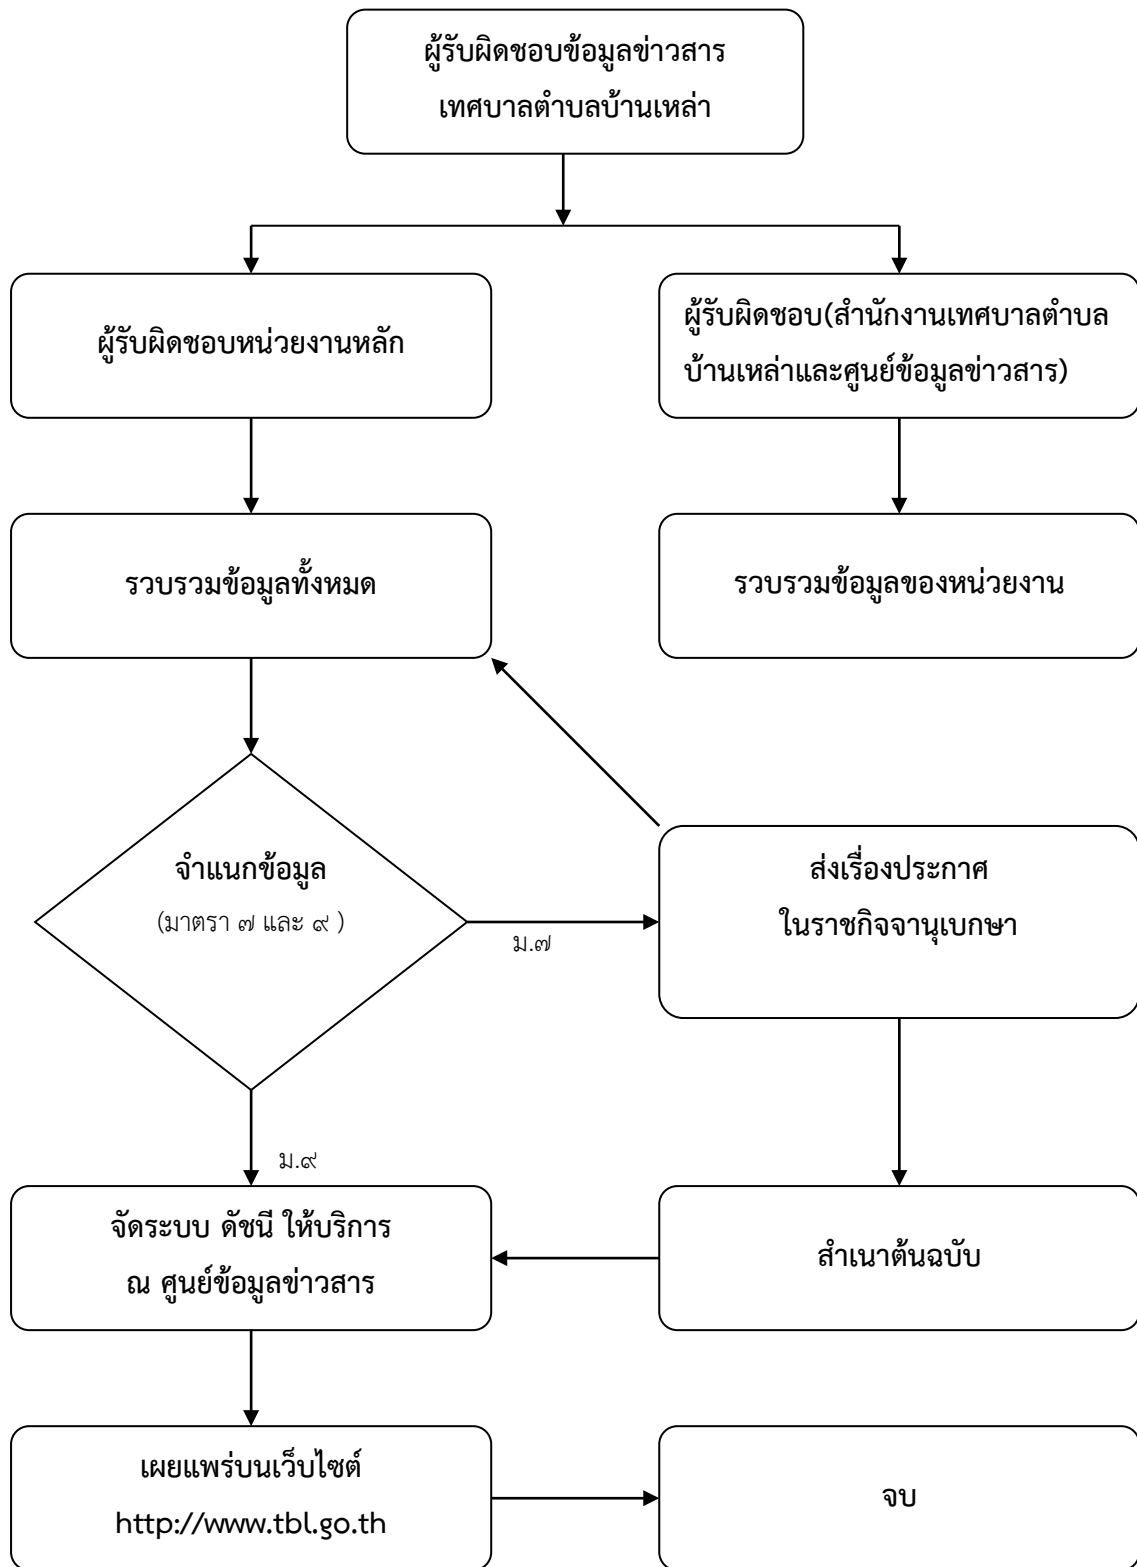 ผู้รับผิดชอบข้อมูลข่าวสาร
เทศบาลตำบลบ้านเหล่า
ผู้รับผิดชอบหน่วยงานหลัก
ผู้รับผิดชอบ(สำนักงานเทศบาลตำบล
บ้านเหล่าและศูนย์ข้อมูลข่าวสาร)
รวบรวมข้อมูลทั้งหมด
รวบรวมข้อมูลของหน่วยงาน
จำแนกข้อมูล
(มาตรา ๗ และ ๙ )
ม.๗
ส่งเรื่องประกาศ
ในราชกิจจานุเบกษา
ม.๙
จัดระบบ ดัชนี ให้บริการ
ณ ศูนย์ข้อมูลข่าวสาร
สำเนาต้นฉบับ
เผยแพร่บนเว็บไซต์
http://www.tbl.go.th
จบ